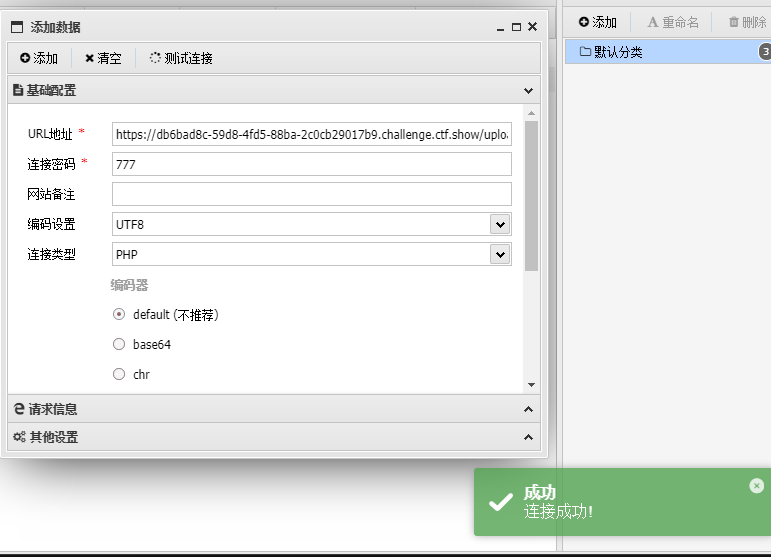 添加数据
添加 清空 测试连接
基础配置
URL地址 * https://db6bad8c-59d8-4fd5-88ba-2c0cb29017b9.challenge.ctf.show/uploa
连接密码 * 777
网站备注
编码设置 UTF8
连接类型 PHP
编码器
default (不推荐)
base64
chr
请求信息
其他设置
添加 重命名 删除
默认分类 3
成功
连接成功!